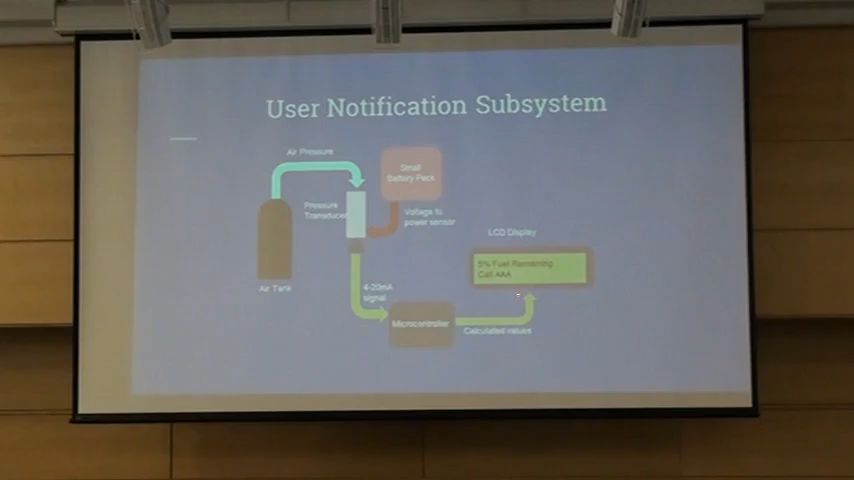 User Notification Subsystem
Air Pressure
Small
Battery Pack
Pressure
Transducer
Voltage to
power sensor
LCD Display
5% Fuel Remaining
Call AAA
Air Tank
4-20mA
signal
Microcontroller
Calculated values